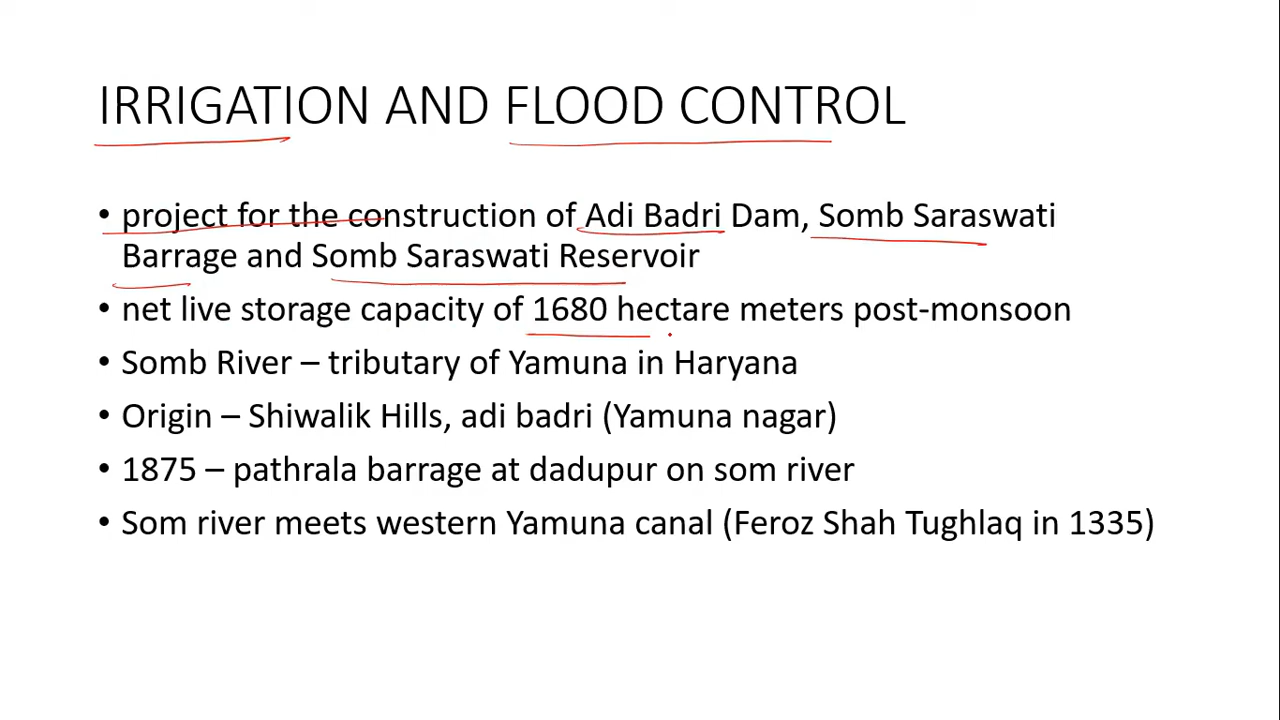 IRRIGATION AND FLOOD CONTROL
• project for the construction of Adi Badri Dam, Somb Saraswati
Barrage and Somb Saraswati Reservoir
• net live storage capacity of 1680 hectare meters post-monsoon
• Somb River – tributary of Yamuna in Haryana
• Origin – Shiwalik Hills, adi badri (Yamuna nagar)
• 1875 – pathrala barrage at dadupur on som river
• Som river meets western Yamuna canal (Feroz Shah Tughlaq in 1335)